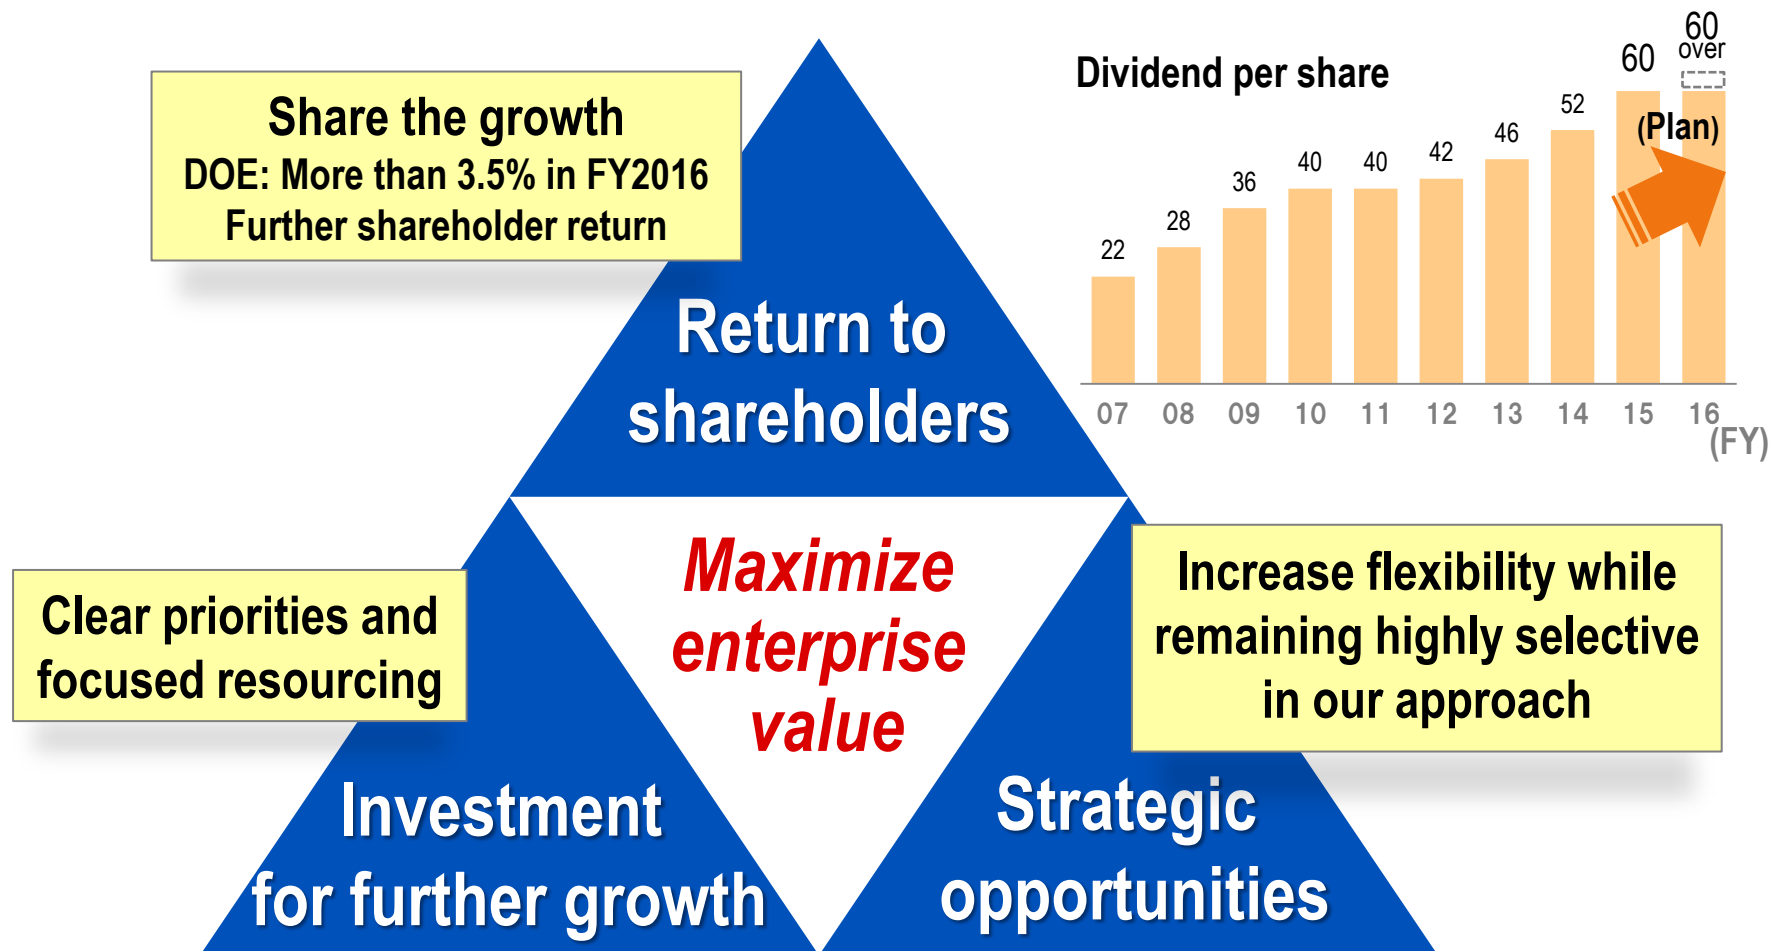 Share the growth
DOE: More than 3.5% in FY2016
Further shareholder return
Dividend per share
22
28
36
40
40
42
46
52
60
60
over
(Plan)
07 08 09 10 11 12 13 14 15 16
(FY)
Return to
shareholders
Maximize
enterprise
value
Clear priorities and
focused resourcing
Increase flexibility while
remaining highly selective
in our approach
Investment
for further growth
Strategic
opportunities